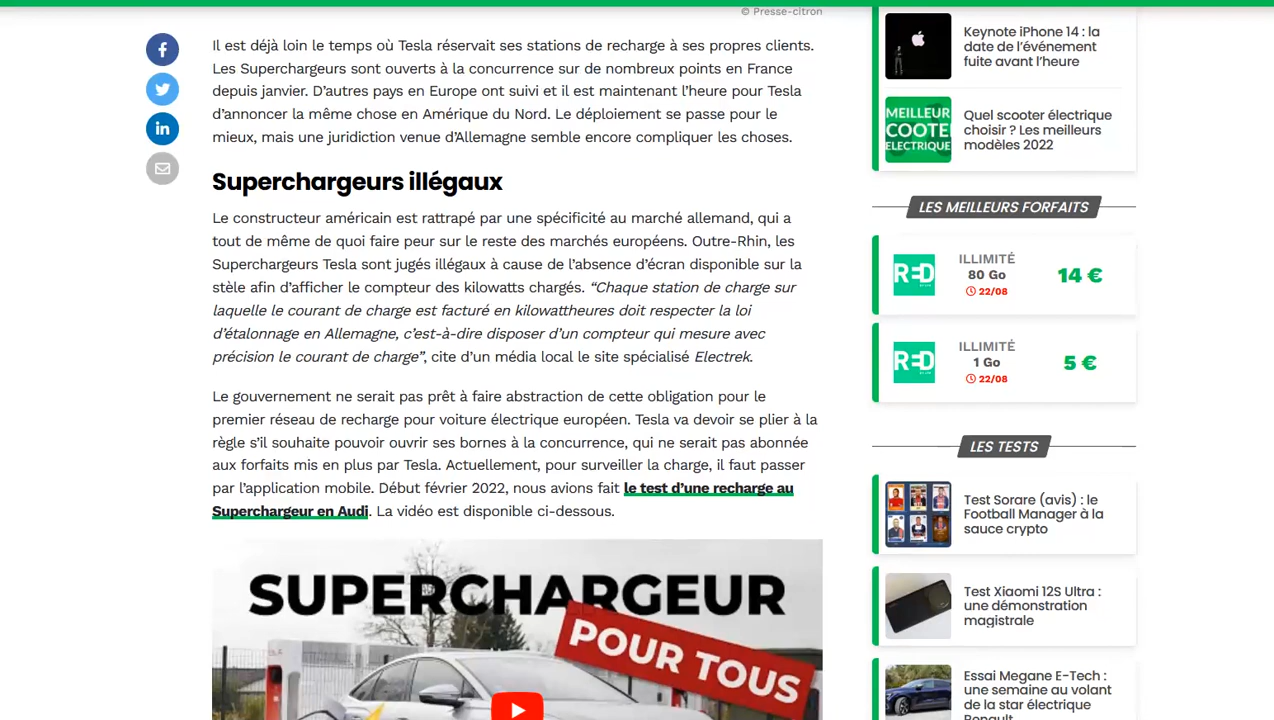 © Presse-citron
Il est déjà loin le temps où Tesla réservait ses stations de recharge à ses propres clients.
Les Superchargeurs sont ouverts à la concurrence sur de nombreux points en France
depuis janvier. D’autres pays en Europe ont suivi et il est maintenant l’heure pour Tesla
d’annoncer la même chose en Amérique du Nord. Le déploiement se passe pour le
mieux, mais une juridiction venue d’Allemagne semble encore compliquer les choses.
Superchargeurs illégaux
Le constructeur américain est rattrapé par une spécificité au marché allemand, qui a
tout de même de quoi faire peur sur le reste des marchés européens. Outre-Rhin, les
Superchargeurs Tesla sont jugés illégaux à cause de l’absence d’écran disponible sur la
stèle afin d’afficher le compteur des kilowatts chargés. “Chaque station de charge sur
laquelle le courant de charge est facturé en kilowattheures doit respecter la loi
d’étalonnage en Allemagne, c’est-à-dire disposer d’un compteur qui mesure avec
précision le courant de charge”, cite d’un média local le site spécialisé Electrek.
Le gouvernement ne serait pas prêt à faire abstraction de cette obligation pour le
premier réseau de recharge pour voiture électrique européen. Tesla va devoir se plier à la
règle s’il souhaite pouvoir ouvrir ses bornes à la concurrence, qui ne serait pas abonnée
aux forfaits mis en plus par Tesla. Actuellement, pour surveiller la charge, il faut passer
par l’application mobile. Début février 2022, nous avions fait le test d’une recharge au
Superchargeur en Audi. La vidéo est disponible ci-dessous.
SUPERCHARGEUR
POUR TOUS
Keynote iPhone 14 : la
date de l’événement
fuite avant l’heure
MEILLEUR
SCOOTE
ELECTRIQUE
Quel scooter électrique
choisir ? Les meilleurs
modèles 2022
LES MEILLEURS FORFAITS
RED
ILLIMITÉ
80 Go
22/08
14 €
RED
ILLIMITÉ
1 Go
22/08
5 €
LES TESTS
Test Sorare (avis) : le
Football Manager à la
sauce crypto
Test Xiaomi 12S Ultra :
une démonstration
magistrale
Essai Megane E-Tech :
une semaine au volant
de la star électrique
Renault